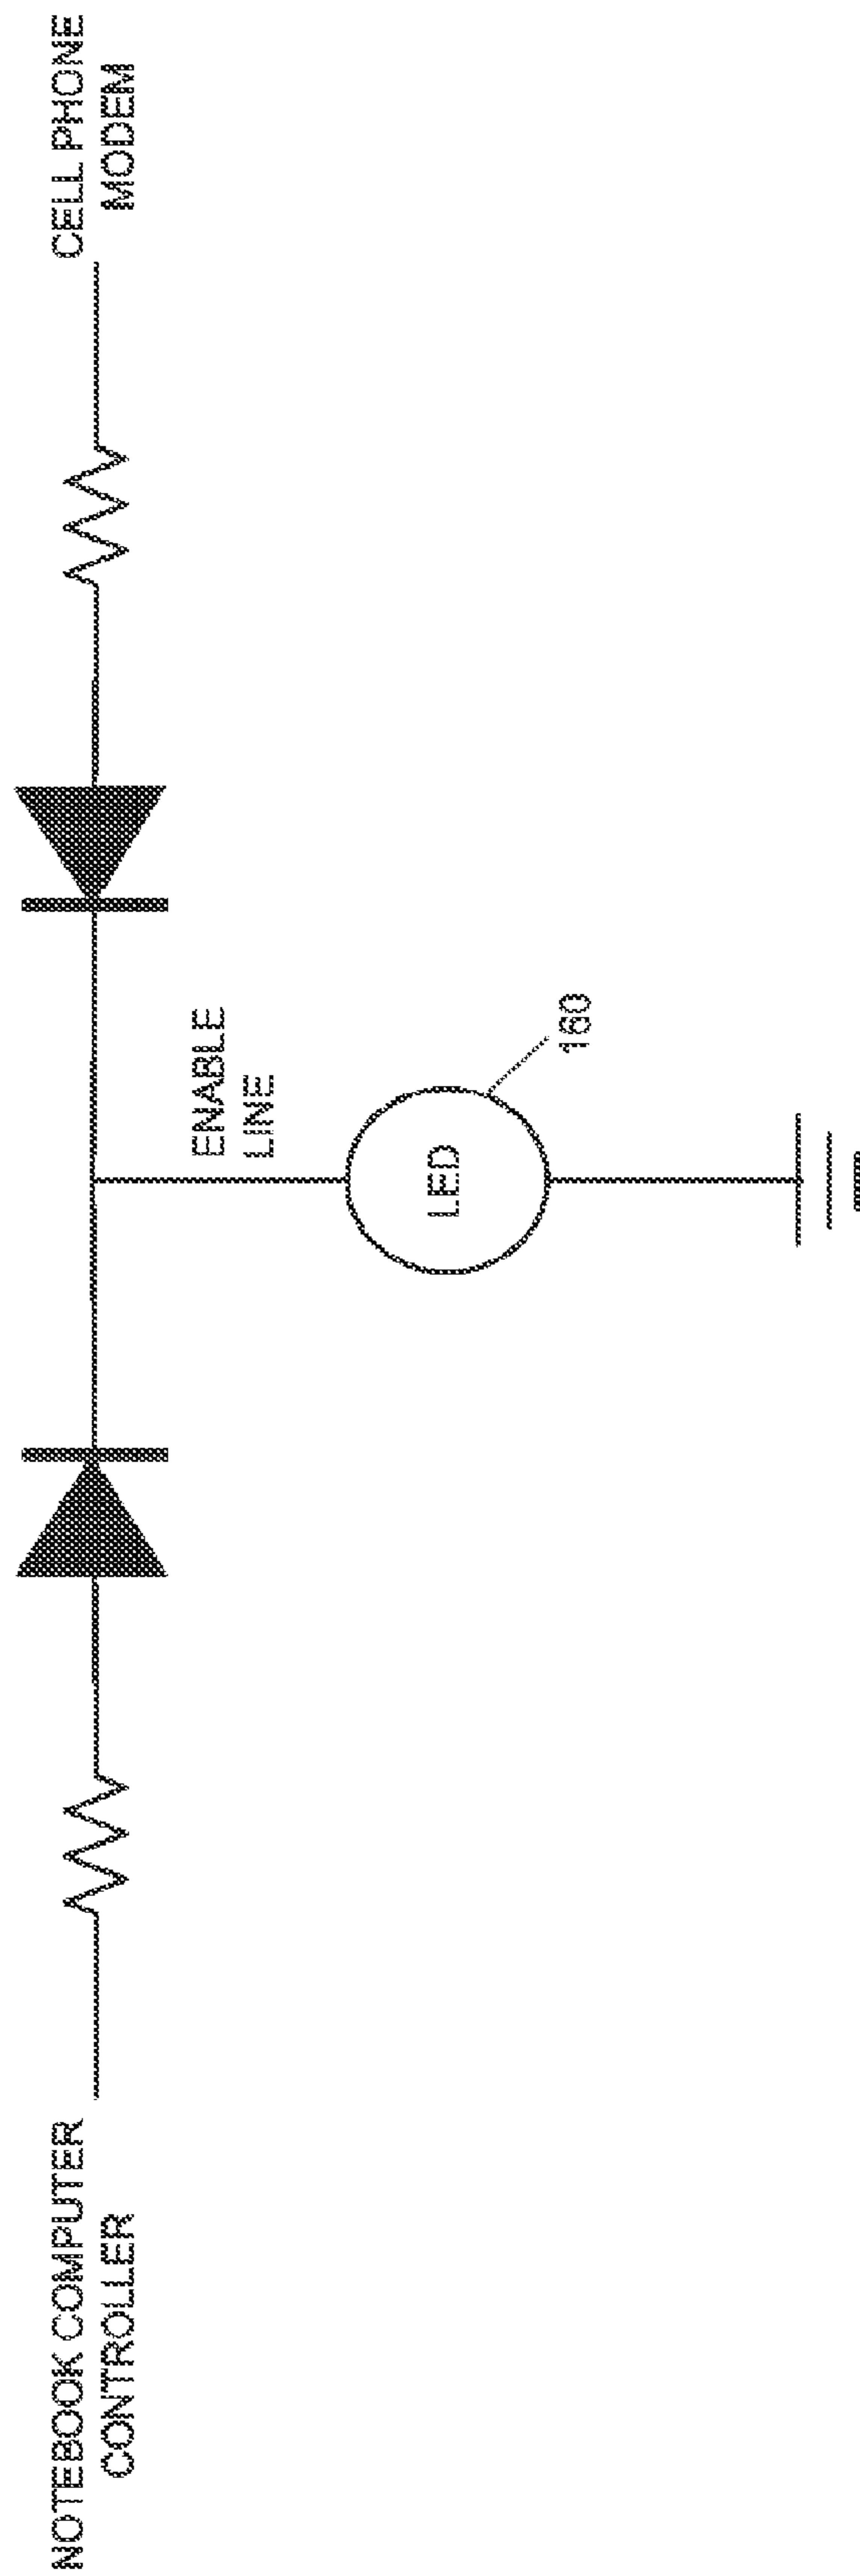 NOTEBOOK COMPUTER
CONTROLLER
ENABLE
LINE
LED
160
CELL PHONE
MODEM